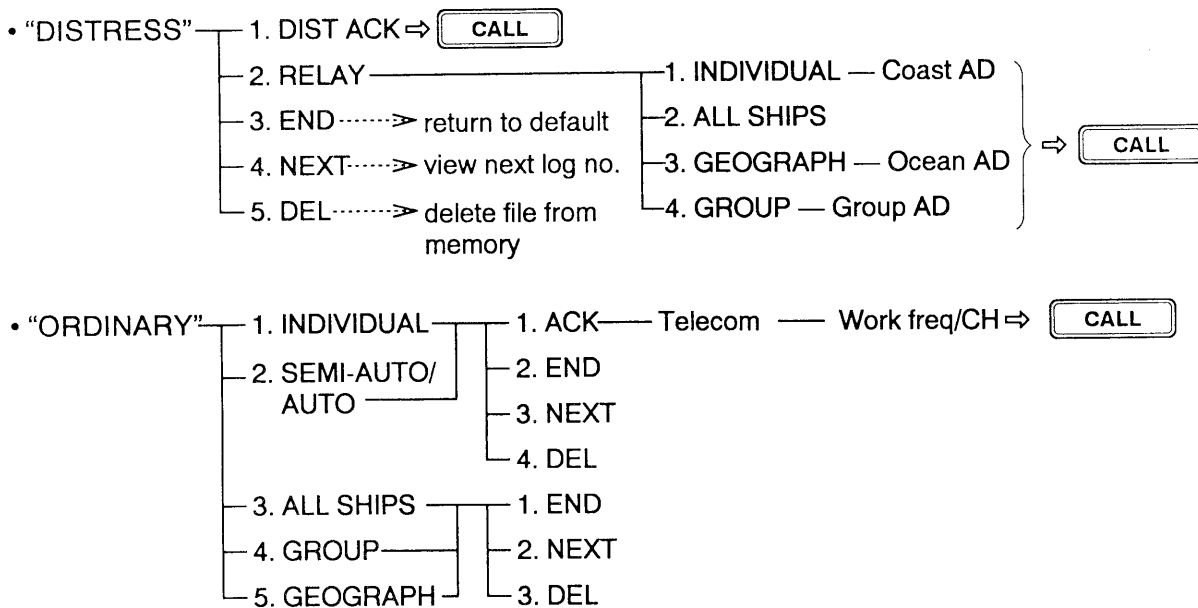 • “DISTRESS” 1. DIST ACK ⇨ CALL
2. RELAY 1. INDIVIDUAL — Coast AD
3. END return to default 2. ALL SHIPS ⇨ CALL
4. NEXT view next log no. 3. GEOGRAPH — Ocean AD
5. DEL delete file from 4. GROUP — Group AD
memory
• “ORDINARY” 1. INDIVIDUAL 1. ACK — Telecom — Work freq/CH ⇨ CALL
2. SEMI-AUTO/ 2. END
AUTO 3. NEXT
4. DEL
3. ALL SHIPS 1. END
4. GROUP 2. NEXT
5. GEOGRAPH 3. DEL